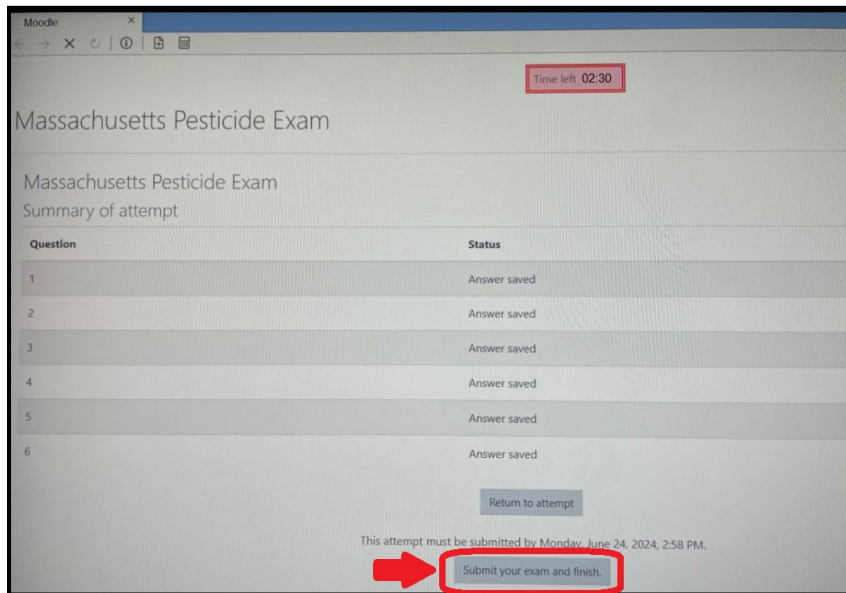 Moodle
Time left 02:30
Massachusetts Pesticide Exam
Massachusetts Pesticide Exam
Summary of attempt
Question Status
1 Answer saved
2 Answer saved
3 Answer saved
4 Answer saved
5 Answer saved
6 Answer saved
Return to attempt
This attempt must be submitted by Monday, June 24, 2024, 2:58 PM.
Submit your exam and finish.